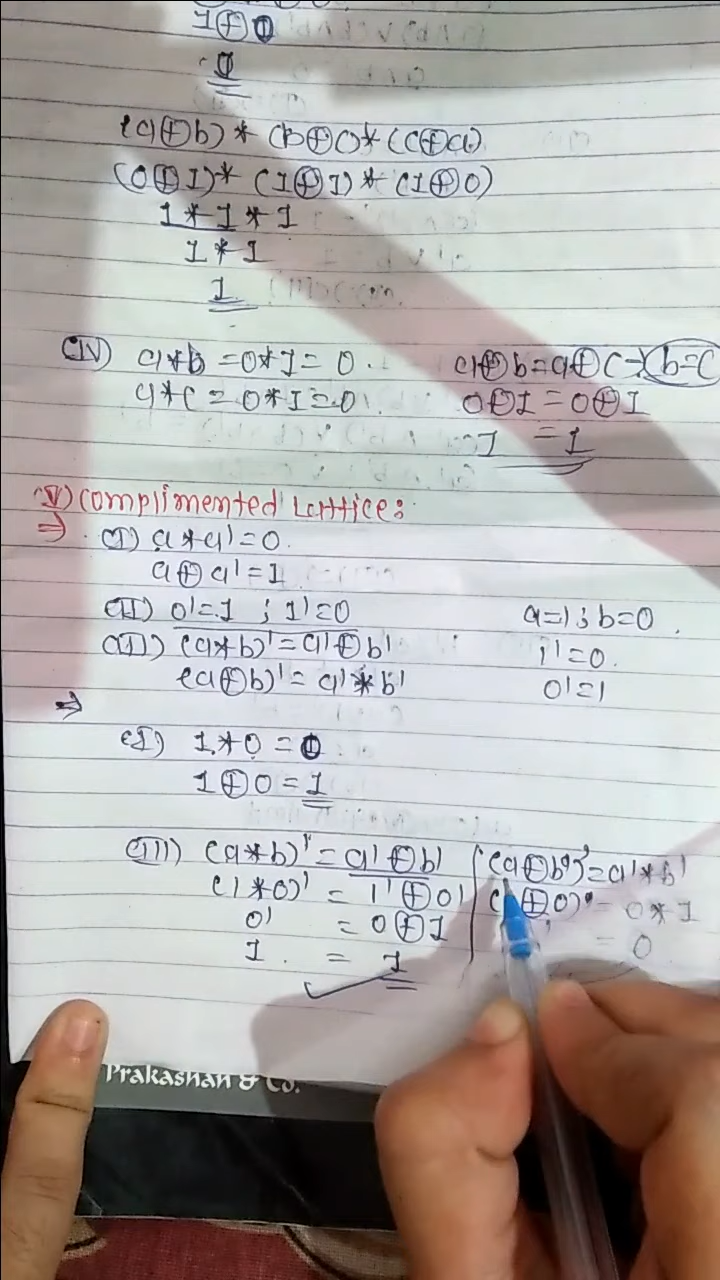 1⊕0
(a⊕b) * (b⊕c) * (c⊕a)
(0⊕1) * (1⊕1) * (1⊕0)
1 * 1 * 1
1 * 1
1
(IV) a*b = 0*1 = 0. a⊕b = a⊕c → b=c
a*c = 0*1 = 0. 0⊕1 = 0⊕1
1 = 1
(V) Complimented Lattice:
⇒ (I) a * a' = 0.
a ⊕ a' = 1
(II) 0' = 1 ; 1' = 0 a=1 ; b=0.
(III) (a*b)' = a' ⊕ b' 1' = 0.
(a⊕b)' = a' * b' 0' = 1
⇒
(I) 1 * 0 = 0
1 ⊕ 0 = 1
(III) (a*b)' = a' ⊕ b' (a⊕b)' = a' * b'
(1*0)' = 1' ⊕ 0' ( ⊕0)' = 0*1
0' = 0 ⊕ 1 ' = 0
1 = 1
Prakashan & Co.